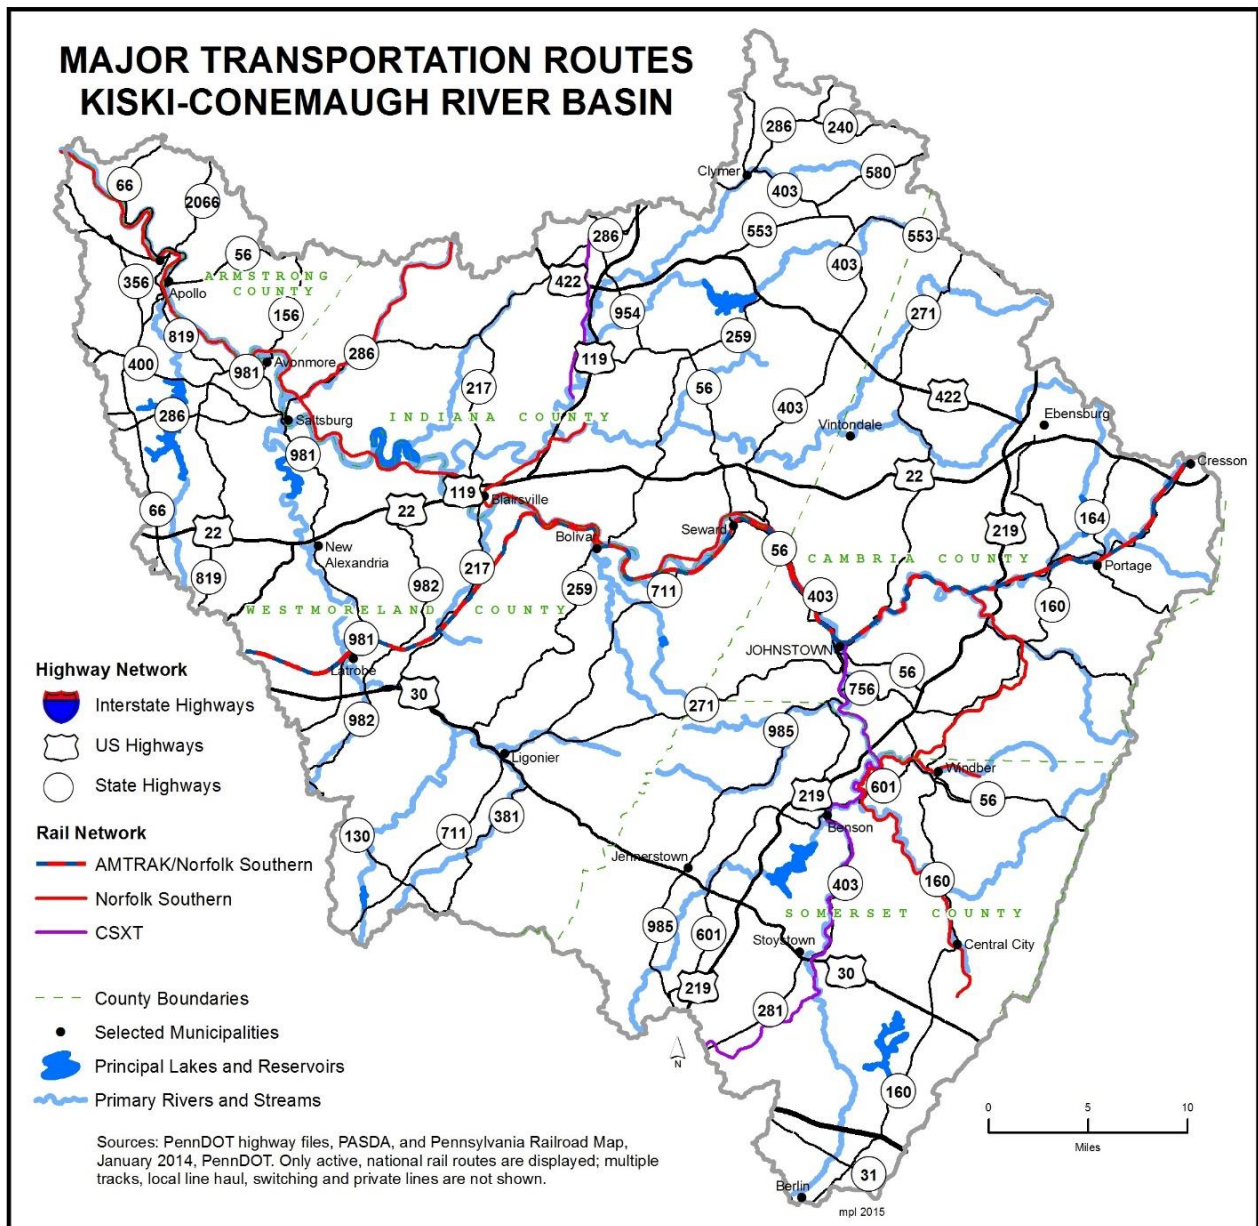 MAJOR TRANSPORTATION ROUTES
KISKI-CONEMAUGH RIVER BASIN
286
240
Clymer
580
403
66
2066
553
286
553
56
403
ARMSTRONG
COUNTY
356
422
Apollo
954
271
156
259
819
119
286
981
Avonmore
400
217
56
422
403
286
INDIANA COUNTY
Ebensburg
Saltsburg
Vintondale
981
Cresson
22
119
Blairsville
66
22
164
22
219
Seward
Boliva
New
Alexandria
56
CAMBRIA COUNTY
217
Portage
819
982
259
711
403
160
WESTMORELAND COUNTY
981
JOHNSTOWN
Latrobe
56
756
30
271
982
985
Ligonier
Windber
601
219
56
381
Benson
130
711
Jennerstown
403
160
SOMERSET COUNTY
985
601
Stoystown
Central City
30
219
281
N
160
31
Berlin
Highway Network
Interstate Highways
US Highways
State Highways
Rail Network
AMTRAK/Norfolk Southern
Norfolk Southern
CSXT
County Boundaries
Selected Municipalities
Principal Lakes and Reservoirs
Primary Rivers and Streams
0 5 10
Miles
Sources: PennDOT highway files, PASDA, and Pennsylvania Railroad Map,
January 2014, PennDOT. Only active, national rail routes are displayed; multiple
tracks, local line haul, switching and private lines are not shown.
mpl 2015